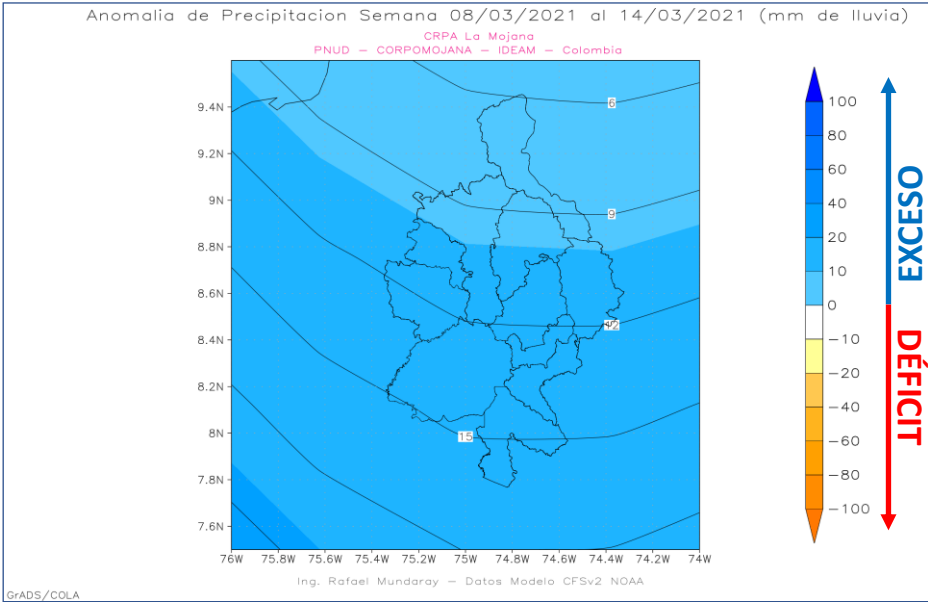 Anomalia de Precipitacion Semana 08/03/2021 al 14/03/2021 (mm de lluvia)
CRPA La Mojana
PNUD – CORPOMOJANA – IDEAM – Colombia
9.4N
9.2N
9N
8.8N
8.6N
8.4N
8.2N
8N
7.8N
7.6N
76W 75.8W 75.6W 75.4W 75.2W 75W 74.8W 74.6W 74.4W 74.2W 74W
6
9
12
15
100
80
60
40
20
10
0
−10
−20
−40
−60
−80
−100
EXCESO
DÉFICIT
Ing. Rafael Mundaray – Datos Modelo CFSv2 NOAA
GrADS/COLA